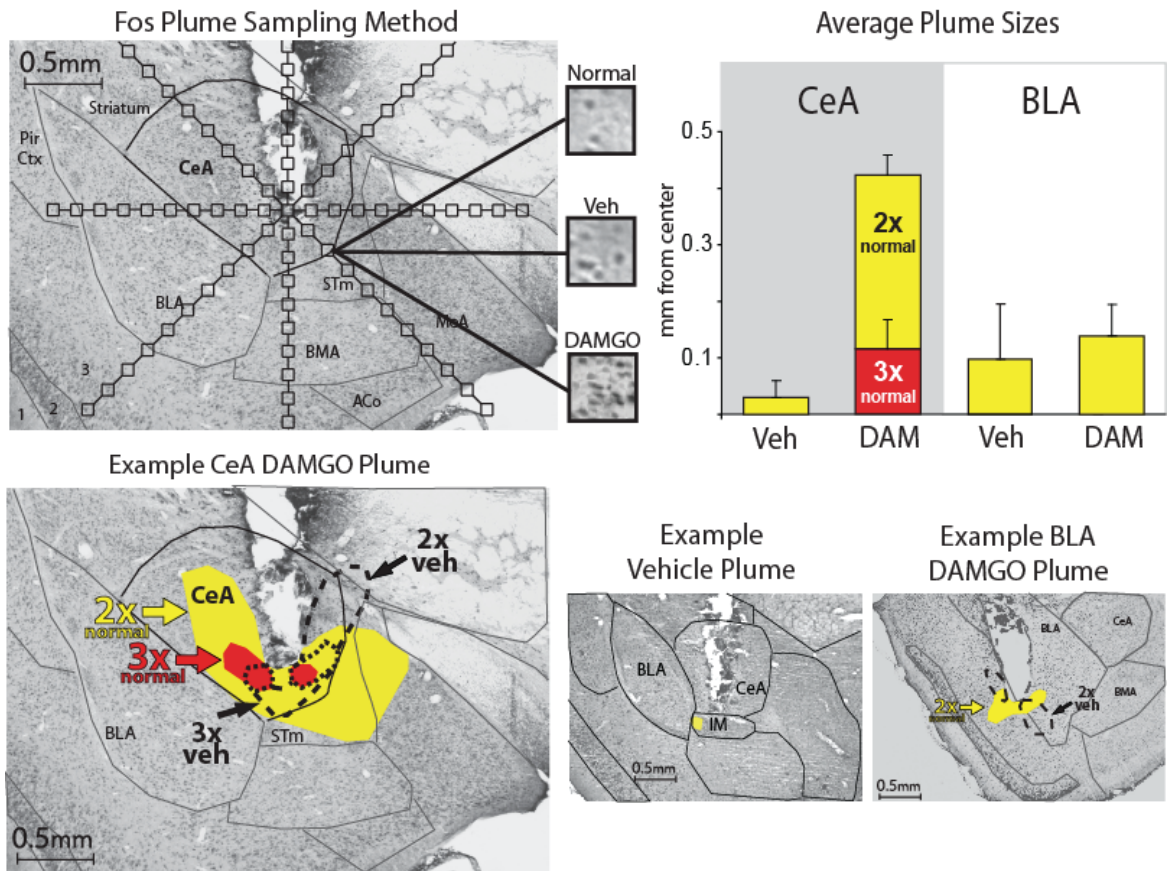 Fos Plume Sampling Method
0.5mm
Striatum
Pir
Ctx
CeA
BLA
STm
MeA
BMA
ACo
3
2
1
Normal
Veh
DAMGO
Average Plume Sizes
CeA
BLA
mm from center
0.5
0.3
0.1
2x
normal
3x
normal
Veh
DAM
Veh
DAM
Example CeA DAMGO Plume
2x
veh
CeA
2x
normal
3x
normal
3x
veh
BLA
STm
0.5mm
Example
Vehicle Plume
BLA
CeA
IM
0.5mm
Example BLA
DAMGO Plume
BLA
CeA
BMA
2x
normal
2x
veh
0.5mm